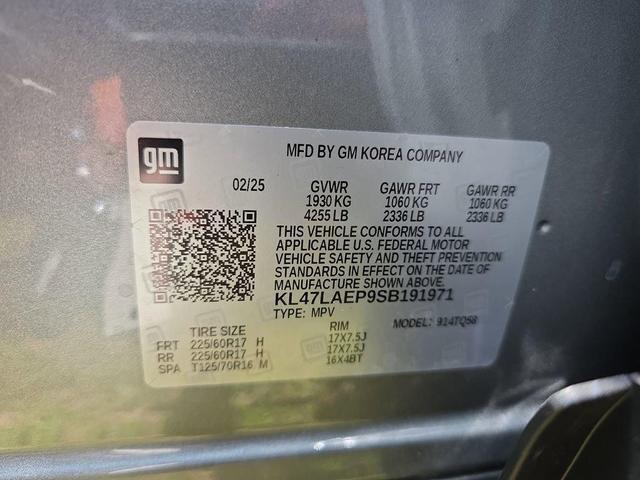 gm
MFD BY GM KOREA COMPANY
02/25 GVWR GAWR FRT GAWR RR
1930 KG 1060 KG 1060 KG
4255 LB 2336 LB 2336 LB
THIS VEHICLE CONFORMS TO ALL
APPLICABLE U.S. FEDERAL MOTOR
VEHICLE SAFETY AND THEFT PREVENTION
STANDARDS IN EFFECT ON THE DATE OF
MANUFACTURE SHOWN ABOVE.
KL47LAEP9SB191971
TYPE: MPV MODEL: 914TQ58
TIRE SIZE RIM
FRT 225/60R17 H 17X7.5J
RR 225/60R17 H 17X7.5J
SPA T125/70R16 M 16X4BT